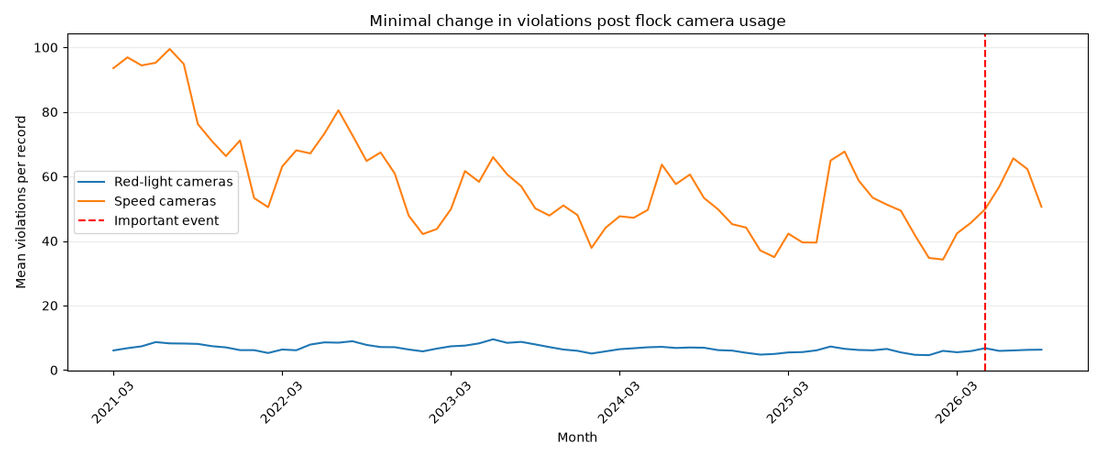 Minimal change in violations post flock camera usage
Mean violations per record
100
80
60
40
20
0
Red-light cameras
Speed cameras
Important event
2021-03
2022-03
2023-03
2024-03
2025-03
2026-03
Month